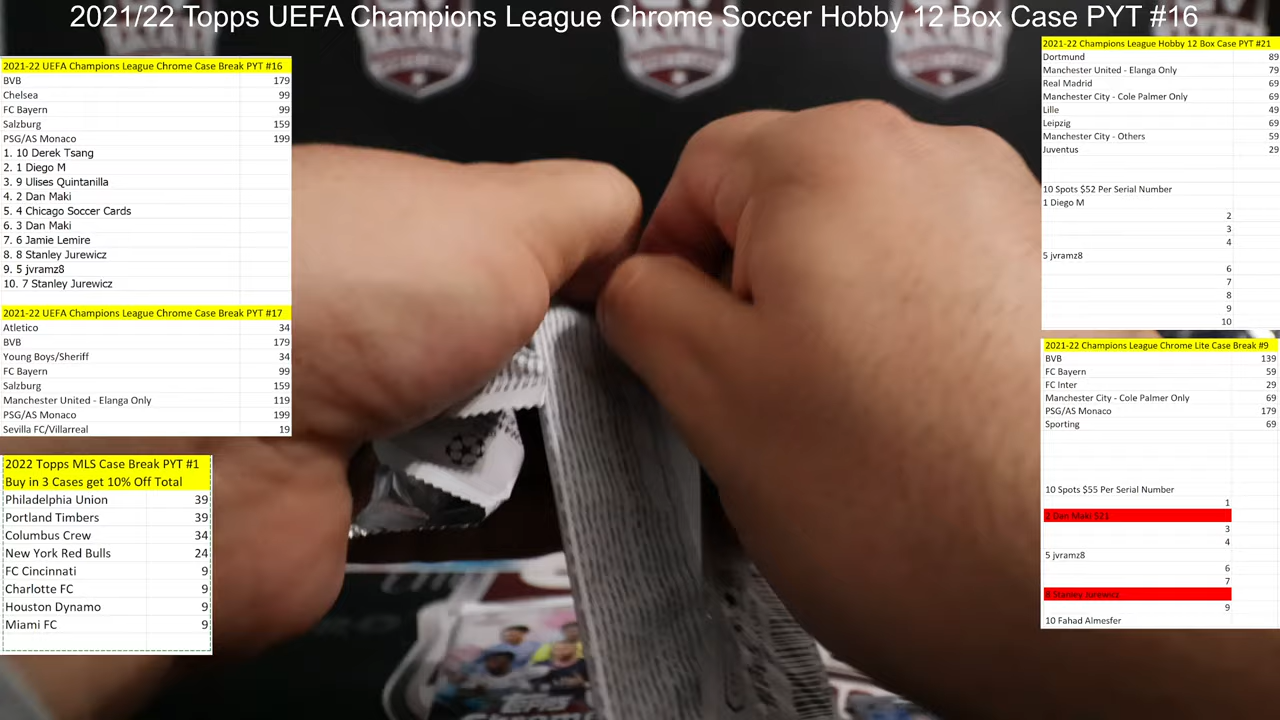 2021/22 Topps UEFA Champions League Chrome Soccer Hobby 12 Box Case PYT #16
2021-22 UEFA Champions League Chrome Case Break PYT #16
BVB 179
Chelsea 99
FC Bayern 99
Salzburg 159
PSG/AS Monaco 199
1. 10 Derek Tsang
2. 1 Diego M
3. 9 Ulises Quintanilla
4. 2 Dan Maki
5. 4 Chicago Soccer Cards
6. 3 Dan Maki
7. 6 Jamie Lemire
8. 8 Stanley Jurewicz
9. 5 jvramz8
10. 7 Stanley Jurewicz
2021-22 UEFA Champions League Chrome Case Break PYT #17
Atletico 34
BVB 179
Young Boys/Sheriff 34
FC Bayern 99
Salzburg 159
Manchester United - Elanga Only 119
PSG/AS Monaco 199
Sevilla FC/Villarreal 19
2022 Topps MLS Case Break PYT #1
Buy in 3 Cases get 10% Off Total
Philadelphia Union 39
Portland Timbers 39
Columbus Crew 34
New York Red Bulls 24
FC Cincinnati 9
Charlotte FC 9
Houston Dynamo 9
Miami FC 9
2021-22 Champions League Hobby 12 Box Case PYT #21
Dortmund 89
Manchester United - Elanga Only 79
Real Madrid 69
Manchester City - Cole Palmer Only 69
Lille 49
Leipzig 69
Manchester City - Others 59
Juventus 29
10 Spots $52 Per Serial Number
1 Diego M
2
3
4
5 jvramz8
6
7
8
9
10
2021-22 Champions League Chrome Lite Case Break #9
BVB 139
FC Bayern 59
FC Inter 29
Manchester City - Cole Palmer Only 69
PSG/AS Monaco 179
Sporting 69
10 Spots $55 Per Serial Number
1
2 Dan Maki 521
3
4
5 jvramz8
6
7
8 Stanley Jurewicz
9
10 Fahad Almesfer
Topps
Chrome